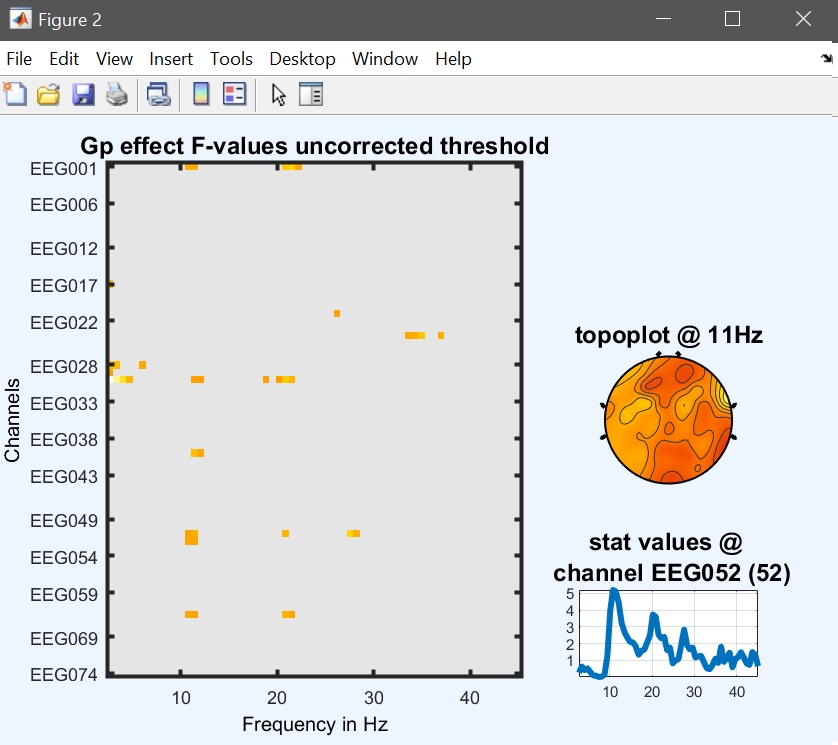 Figure 2
File Edit View Insert Tools Desktop Window Help
Gp effect F-values uncorrected threshold
EEG001
EEG006
EEG012
EEG017
EEG022
EEG028
EEG033
EEG038
EEG043
EEG049
EEG054
EEG059
EEG069
EEG074
Channels
10 20 30 40
Frequency in Hz
topoplot @ 11Hz
stat values @
channel EEG052 (52)
5
4
3
2
1
10 20 30 40